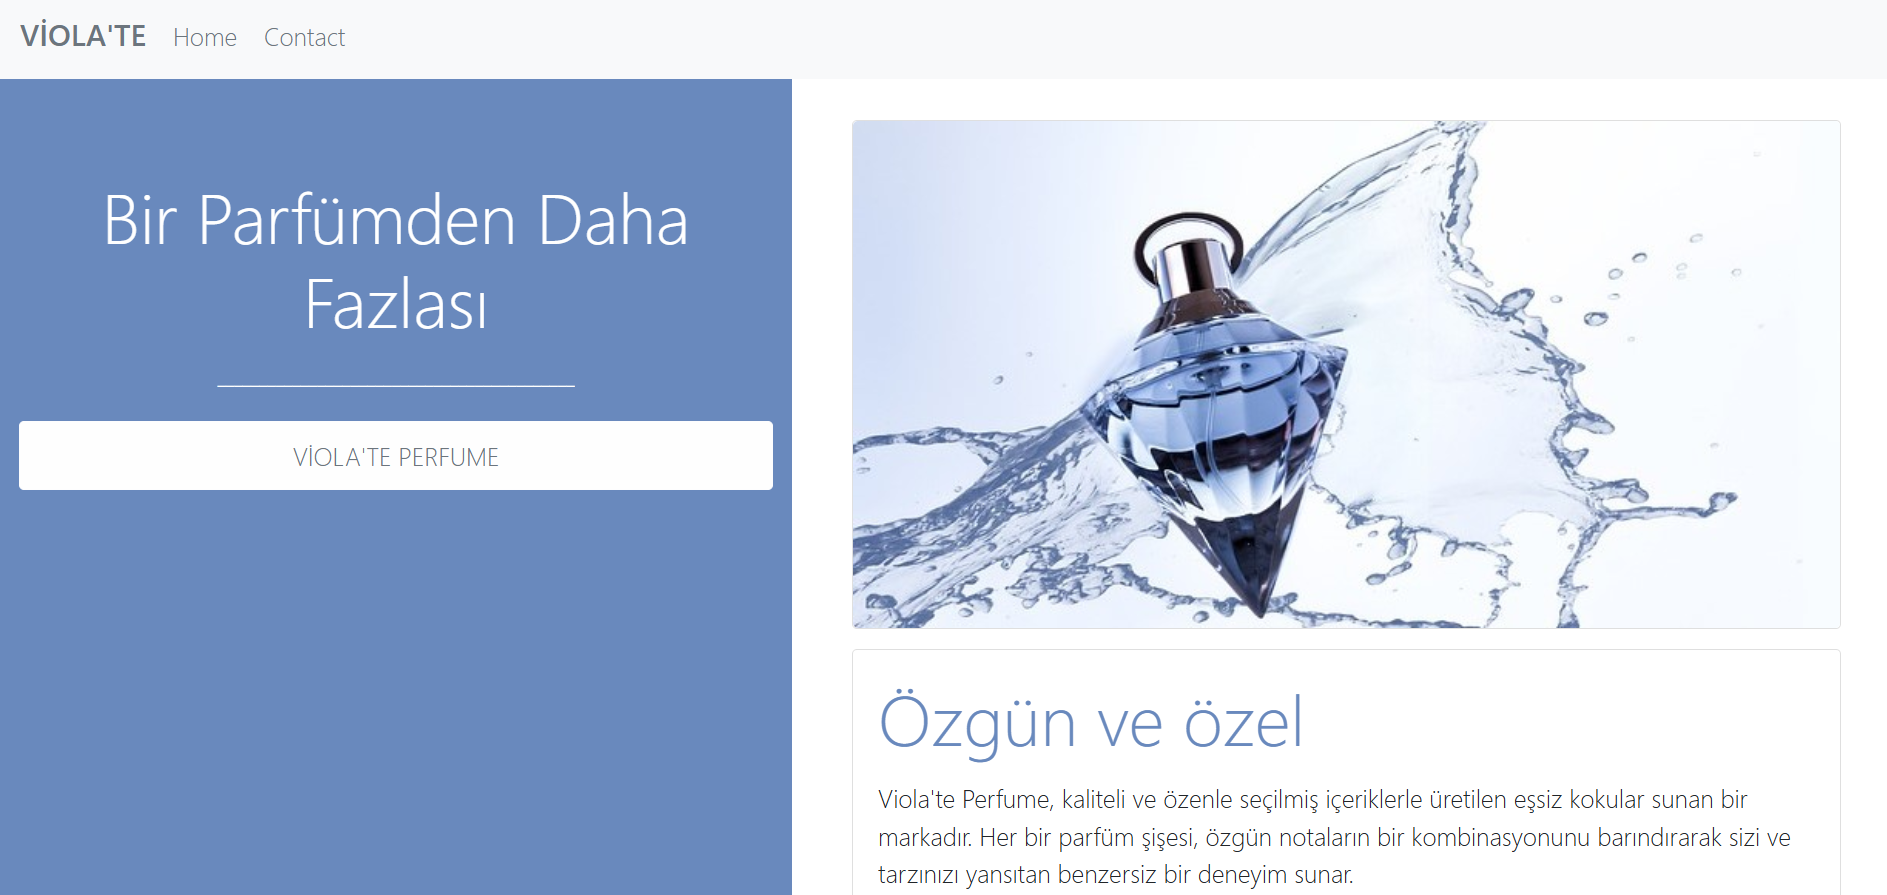 VİOLA'TE Home Contact
Bir Parfümden Daha
Fazlası
VİOLA'TE PERFUME
Özgün ve özel
Viola'te Perfume, kaliteli ve özenle seçilmiş içeriklerle üretilen eşsiz kokular sunan bir
markadır. Her bir parfüm şişesi, özgün notaların bir kombinasyonunu barındırarak sizi ve
tarzınızı yansıtan benzersiz bir deneyim sunar.